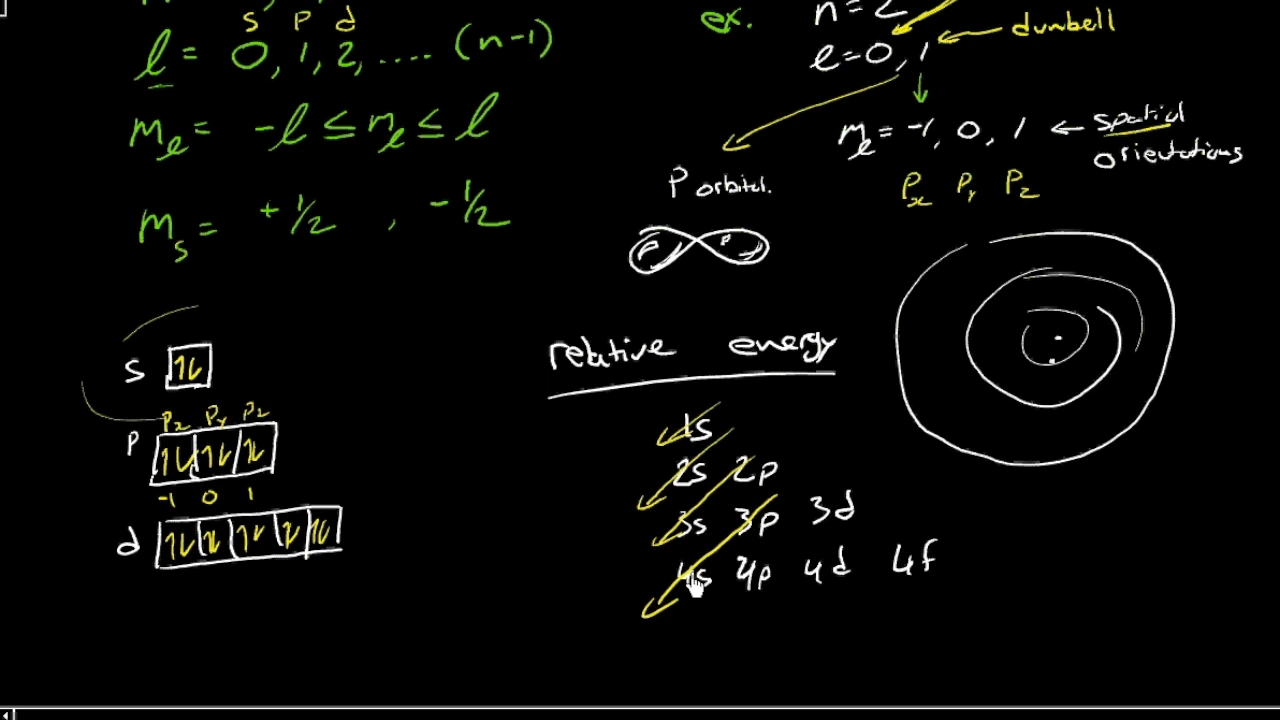 s p d
l = 0, 1, 2, .... (n-1)
mℓ = -l ≤ mℓ ≤ l
ms = +1/2 , -1/2
s
Px Py Pz
P
-1 0 1
d
ex. n = 2
l = 0, 1 ← dumbell
mℓ = -1, 0, 1 ← spatial
orientations
Px Py Pz
P orbital.
relative energy
1s
2s 2p
3s 3p 3d
4s 4p 4d 4f